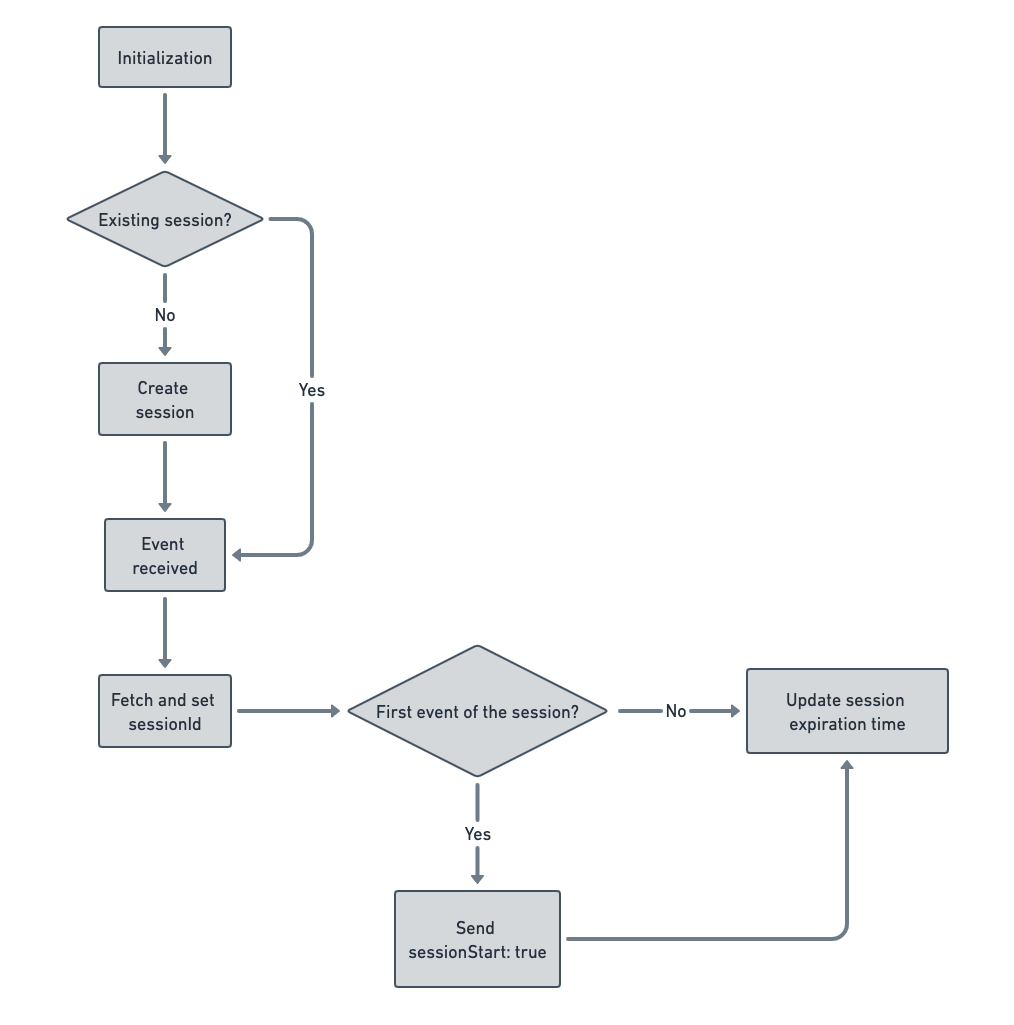 Initialization
Existing session?
No
Create
session
Yes
Event
received
Fetch and set
sessionId
First event of the session?
No
Update session
expiration time
Yes
Send
sessionStart: true